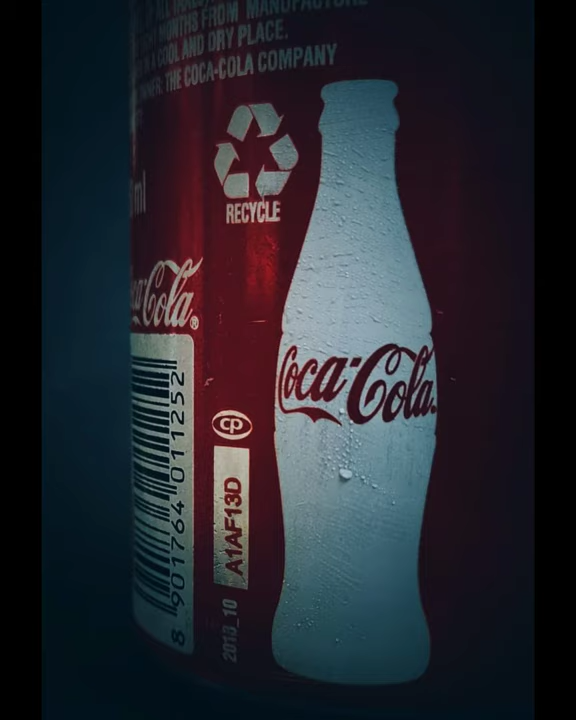 MONTHS FROM MANUFACTURE
COOL AND DRY PLACE.
THE COCA-COLA COMPANY
RECYCLE
ml
Coca-Cola®
Coca-Cola
CP
A1AF13D
2013_10
8 901764 011252